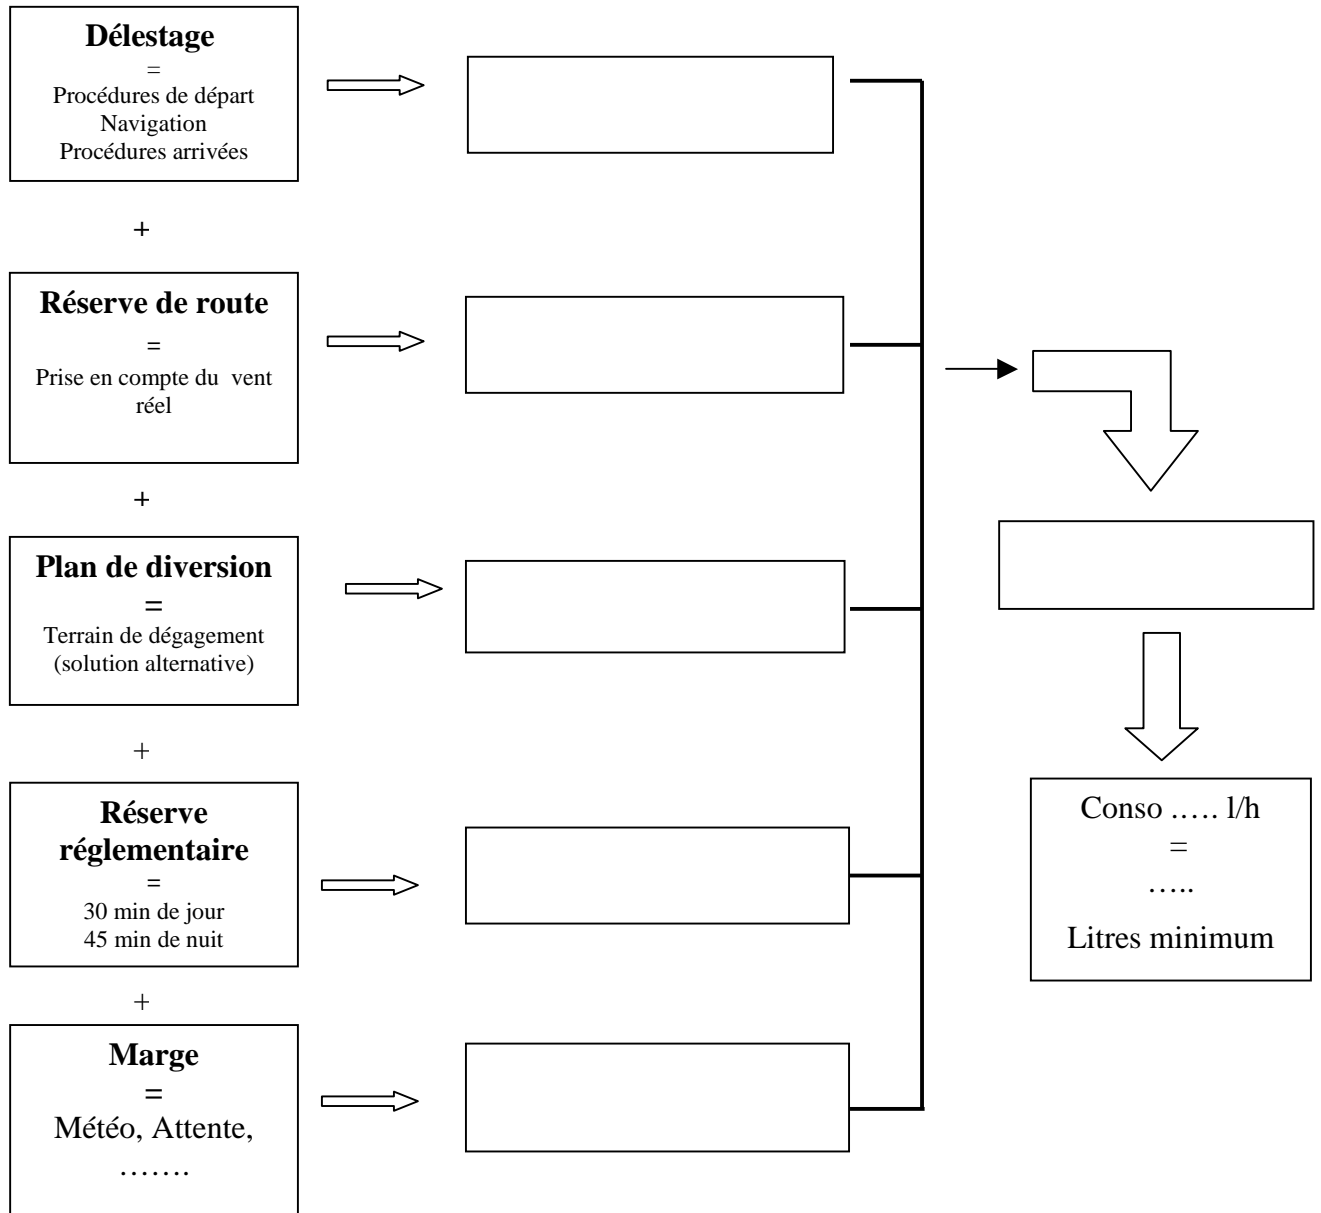 Délestage
=
Procédures de départ
Navigation
Procédures arrivées
+
Réserve de route
=
Prise en compte du vent
réel
+
Plan de diversion
=
Terrain de dégagement
(solution alternative)
+
Réserve
réglementaire
=
30 min de jour
45 min de nuit
+
Marge
=
Météo, Attente,
…….
Conso ….. l/h
=
…..
Litres minimum